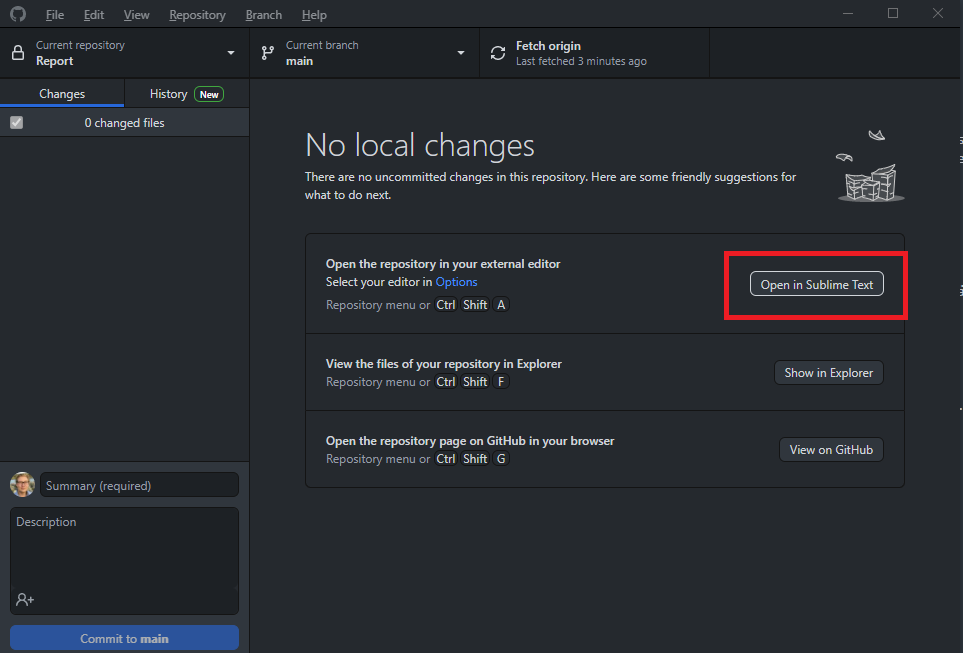 File Edit View Repository Branch Help
Current repository
Report
Current branch
main
Fetch origin
Last fetched 3 minutes ago
Changes
History New
0 changed files
No local changes
There are no uncommitted changes in this repository. Here are some friendly suggestions for
what to do next.
Open the repository in your external editor
Select your editor in Options
Repository menu or Ctrl Shift A
Open in Sublime Text
View the files of your repository in Explorer
Repository menu or Ctrl Shift F
Show in Explorer
Open the repository page on GitHub in your browser
Repository menu or Ctrl Shift G
View on GitHub
Summary (required)
Description
Commit to main